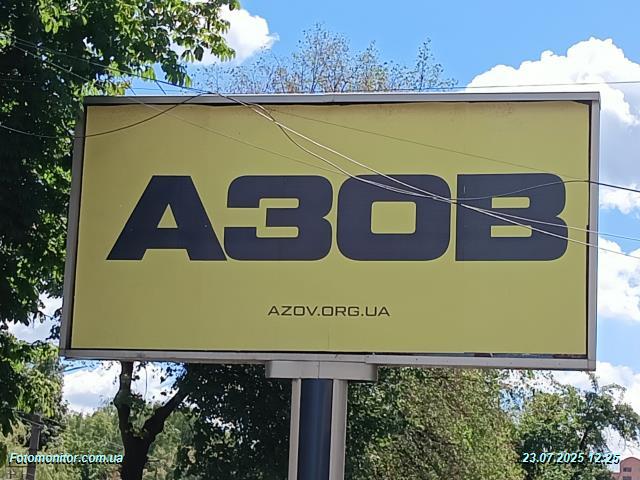 АЗОВ
AZOV.ORG.UA
Fotomonitor.com.ua
23.07.2025 12:25